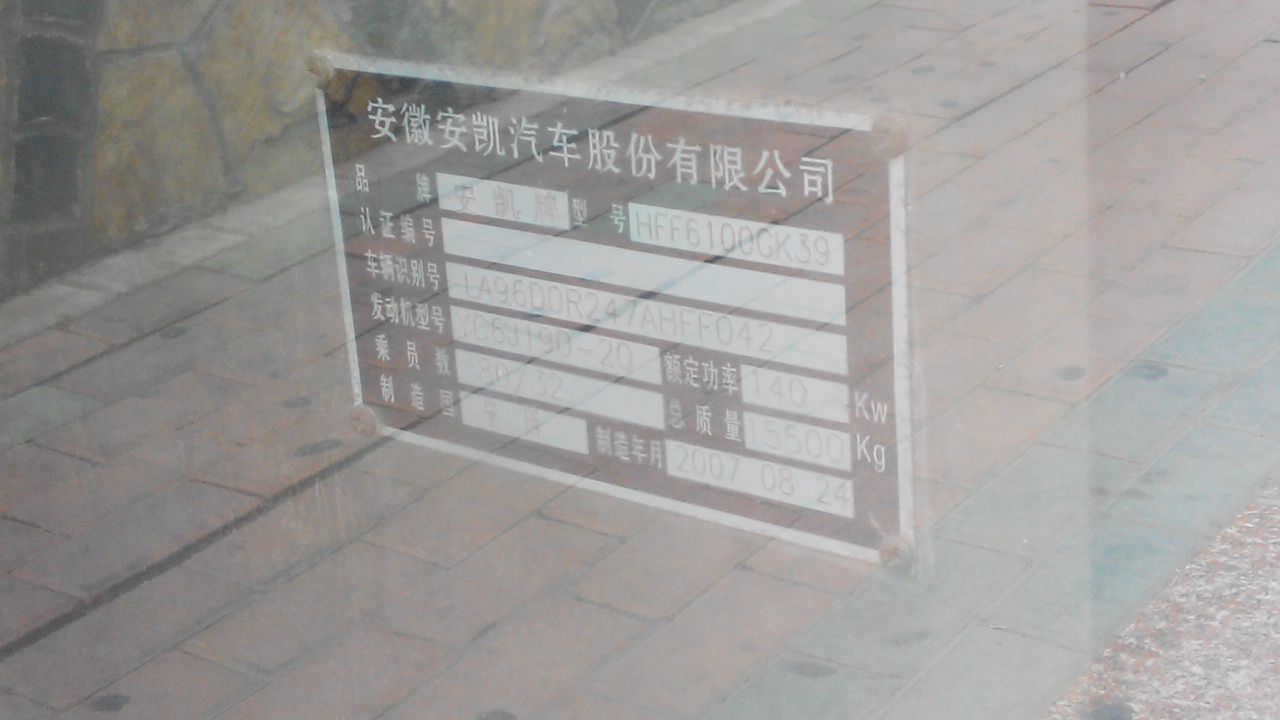 安徽安凯汽车股份有限公司
品牌 安凯牌 型号 HFF6100GK39
认证编号
车辆识别号 LA96DDR247AHFF042
发动机型号 YC6J190-20 额定功率 140 Kw
乘员数 80/32 总质量 15500 Kg
制造国 中国 制造年月 2007 08 24